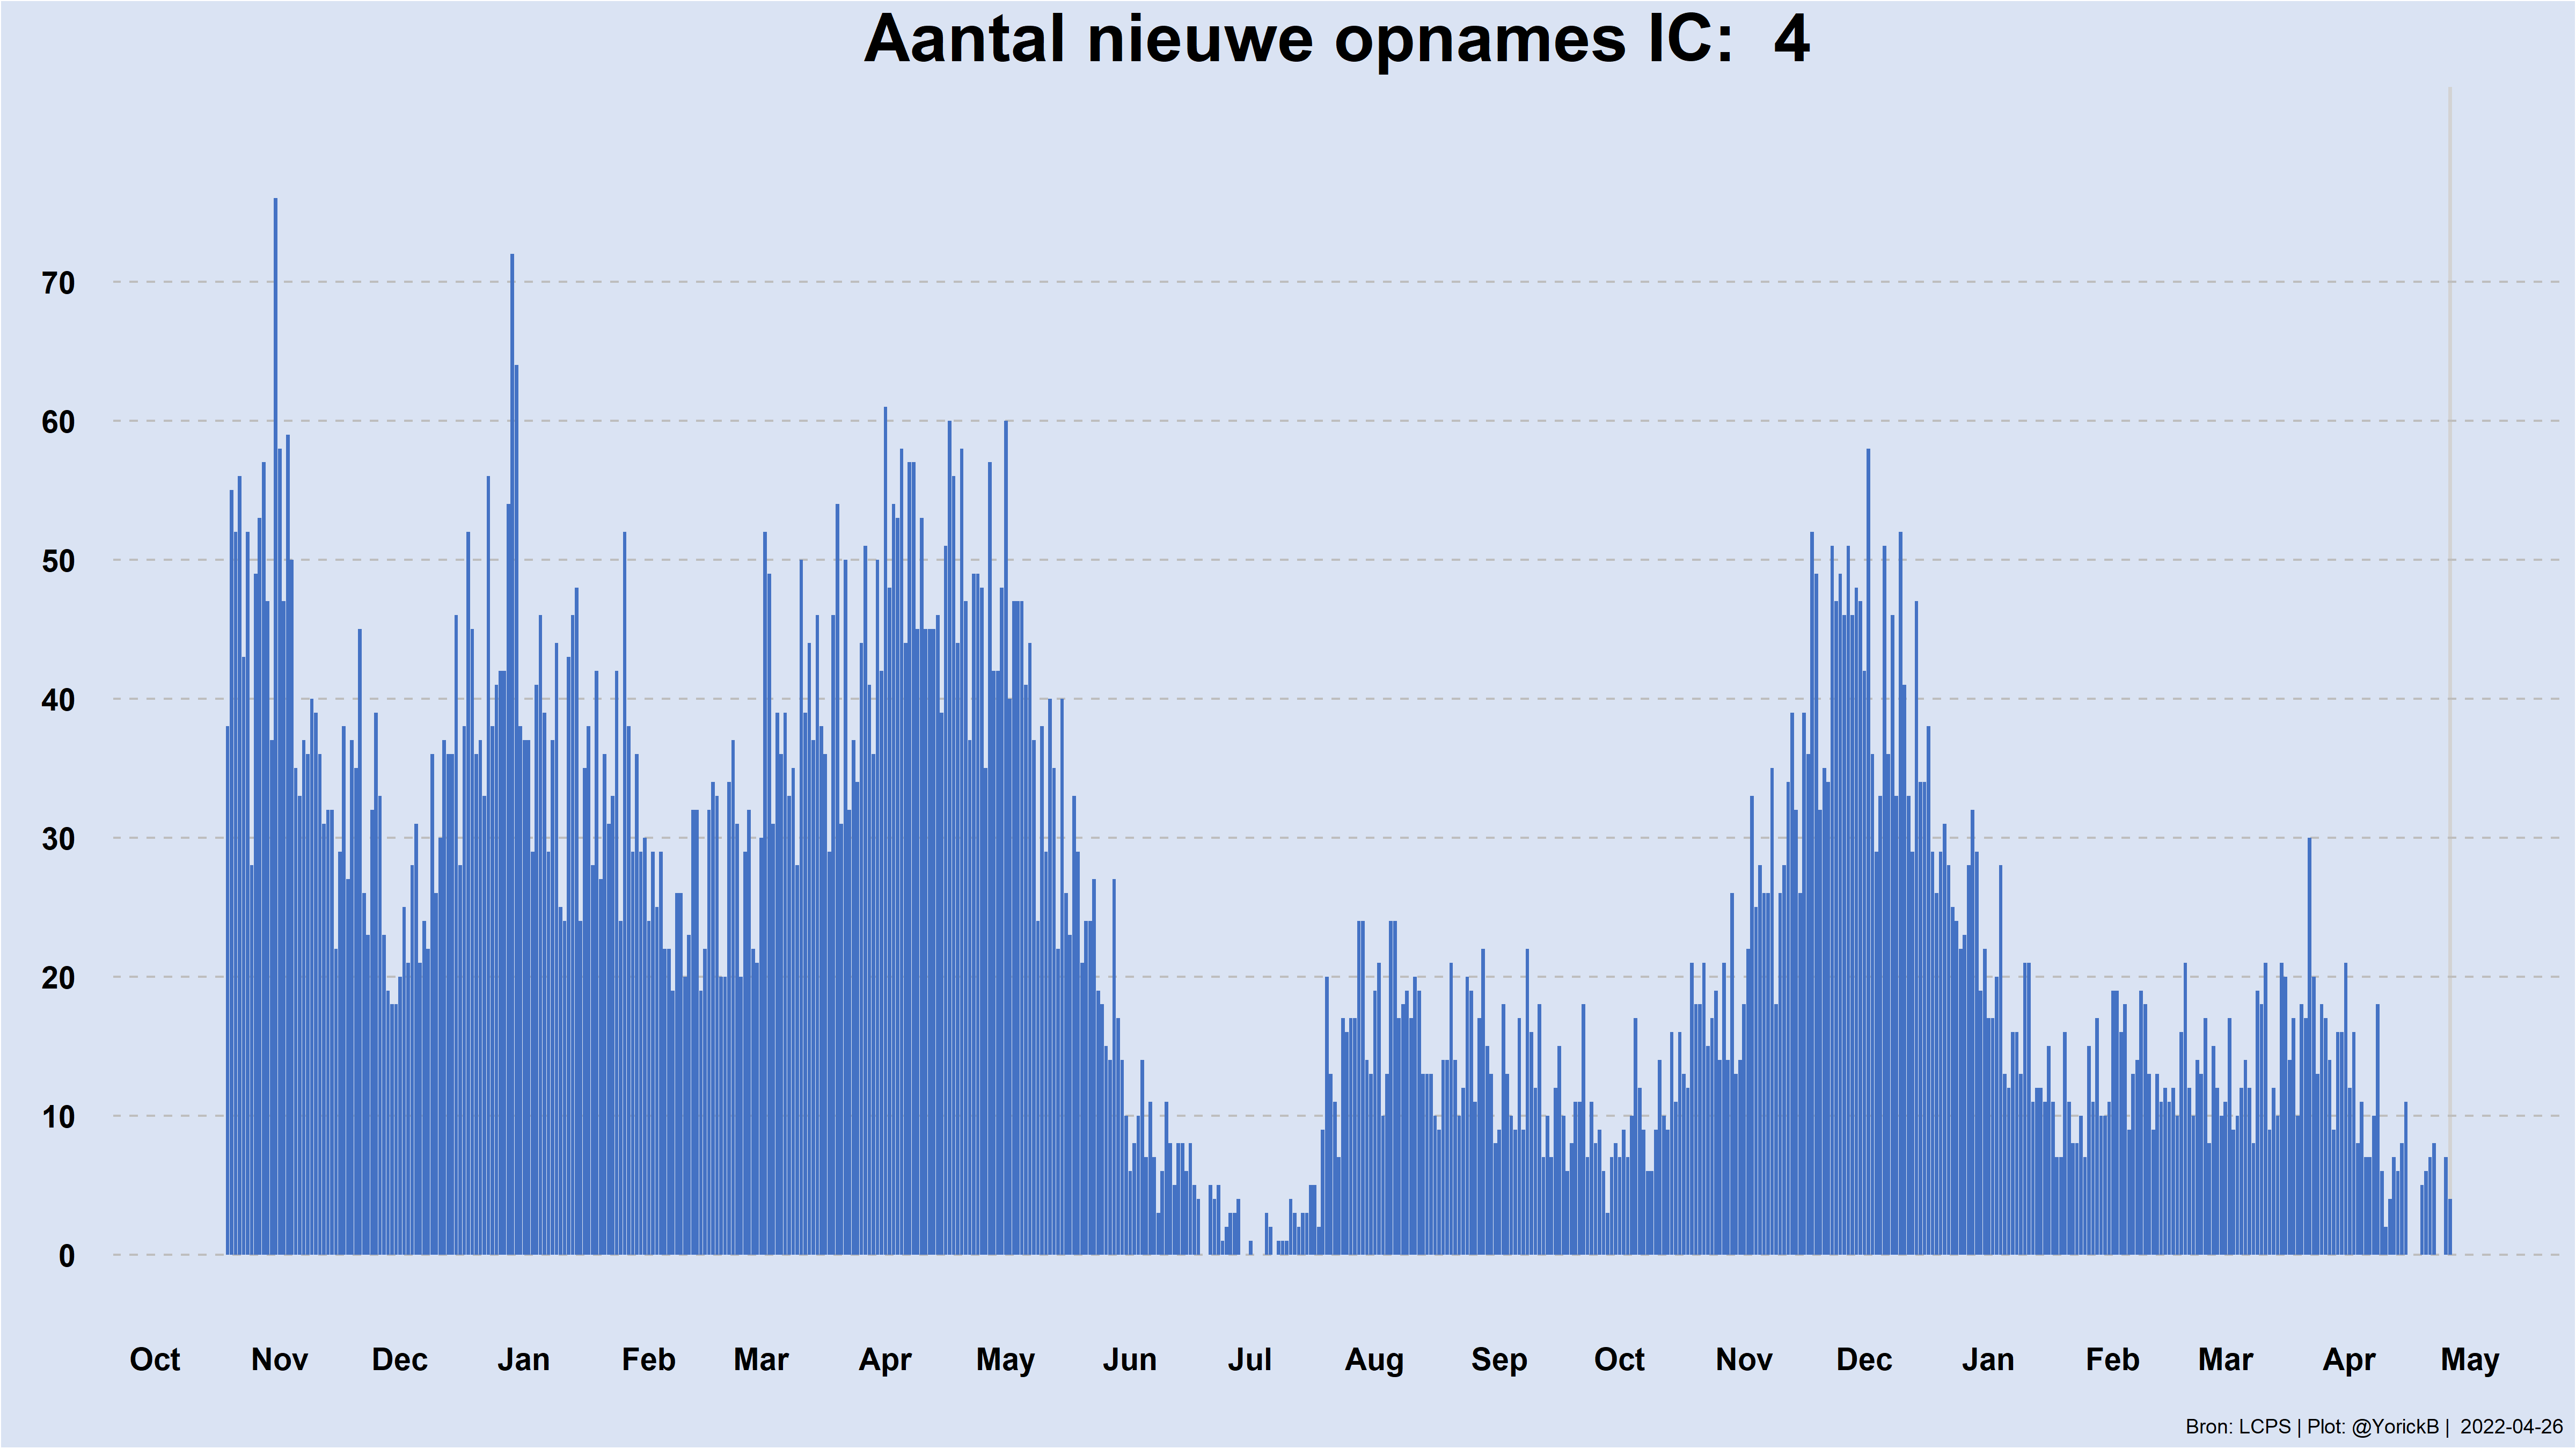 Aantal nieuwe opnames IC:  4
70
60
50
40
30
20
10
0
Oct Nov Dec Jan Feb Mar Apr May Jun Jul Aug Sep Oct Nov Dec Jan Feb Mar Apr May
Bron: LCPS | Plot: @YorickB |  2022-04-26